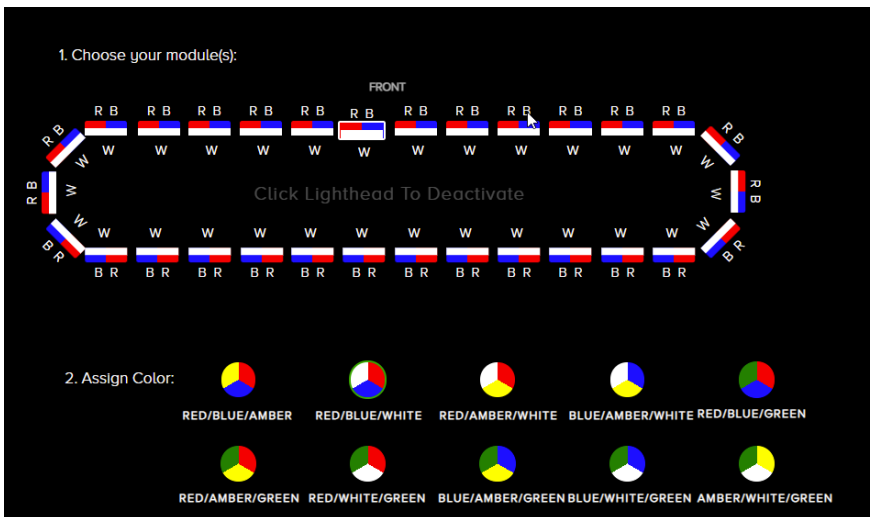 1. Choose your module(s):
FRONT
R B R B R B R B R B R B R B R B R B R B R B R B
R B R B
W W W W W W W W W W W W
W W
R B W Click Lighthead To Deactivate W R B
W W
W W W W W W W W W W W W
B R B R
B R B R B R B R B R B R B R B R B R B R B R B R
2. Assign Color:
RED/BLUE/AMBER RED/BLUE/WHITE RED/AMBER/WHITE BLUE/AMBER/WHITE RED/BLUE/GREEN
RED/AMBER/GREEN RED/WHITE/GREEN BLUE/AMBER/GREEN BLUE/WHITE/GREEN AMBER/WHITE/GREEN